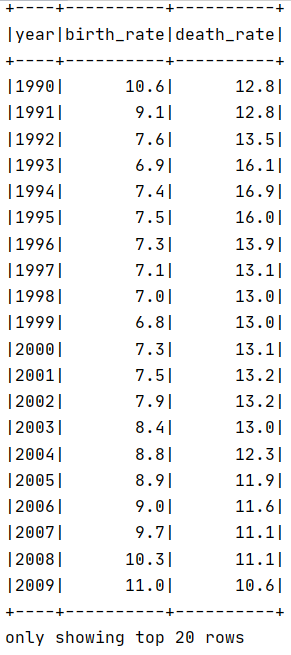 +----+----------+----------+
|year|birth_rate|death_rate|
+----+----------+----------+
|1990|      10.6|      12.8|
|1991|       9.1|      12.8|
|1992|       7.6|      13.5|
|1993|       6.9|      16.1|
|1994|       7.4|      16.9|
|1995|       7.5|      16.0|
|1996|       7.3|      13.9|
|1997|       7.1|      13.1|
|1998|       7.0|      13.0|
|1999|       6.8|      13.0|
|2000|       7.3|      13.1|
|2001|       7.5|      13.2|
|2002|       7.9|      13.2|
|2003|       8.4|      13.0|
|2004|       8.8|      12.3|
|2005|       8.9|      11.9|
|2006|       9.0|      11.6|
|2007|       9.7|      11.1|
|2008|      10.3|      11.1|
|2009|      11.0|      10.6|
+----+----------+----------+
only showing top 20 rows